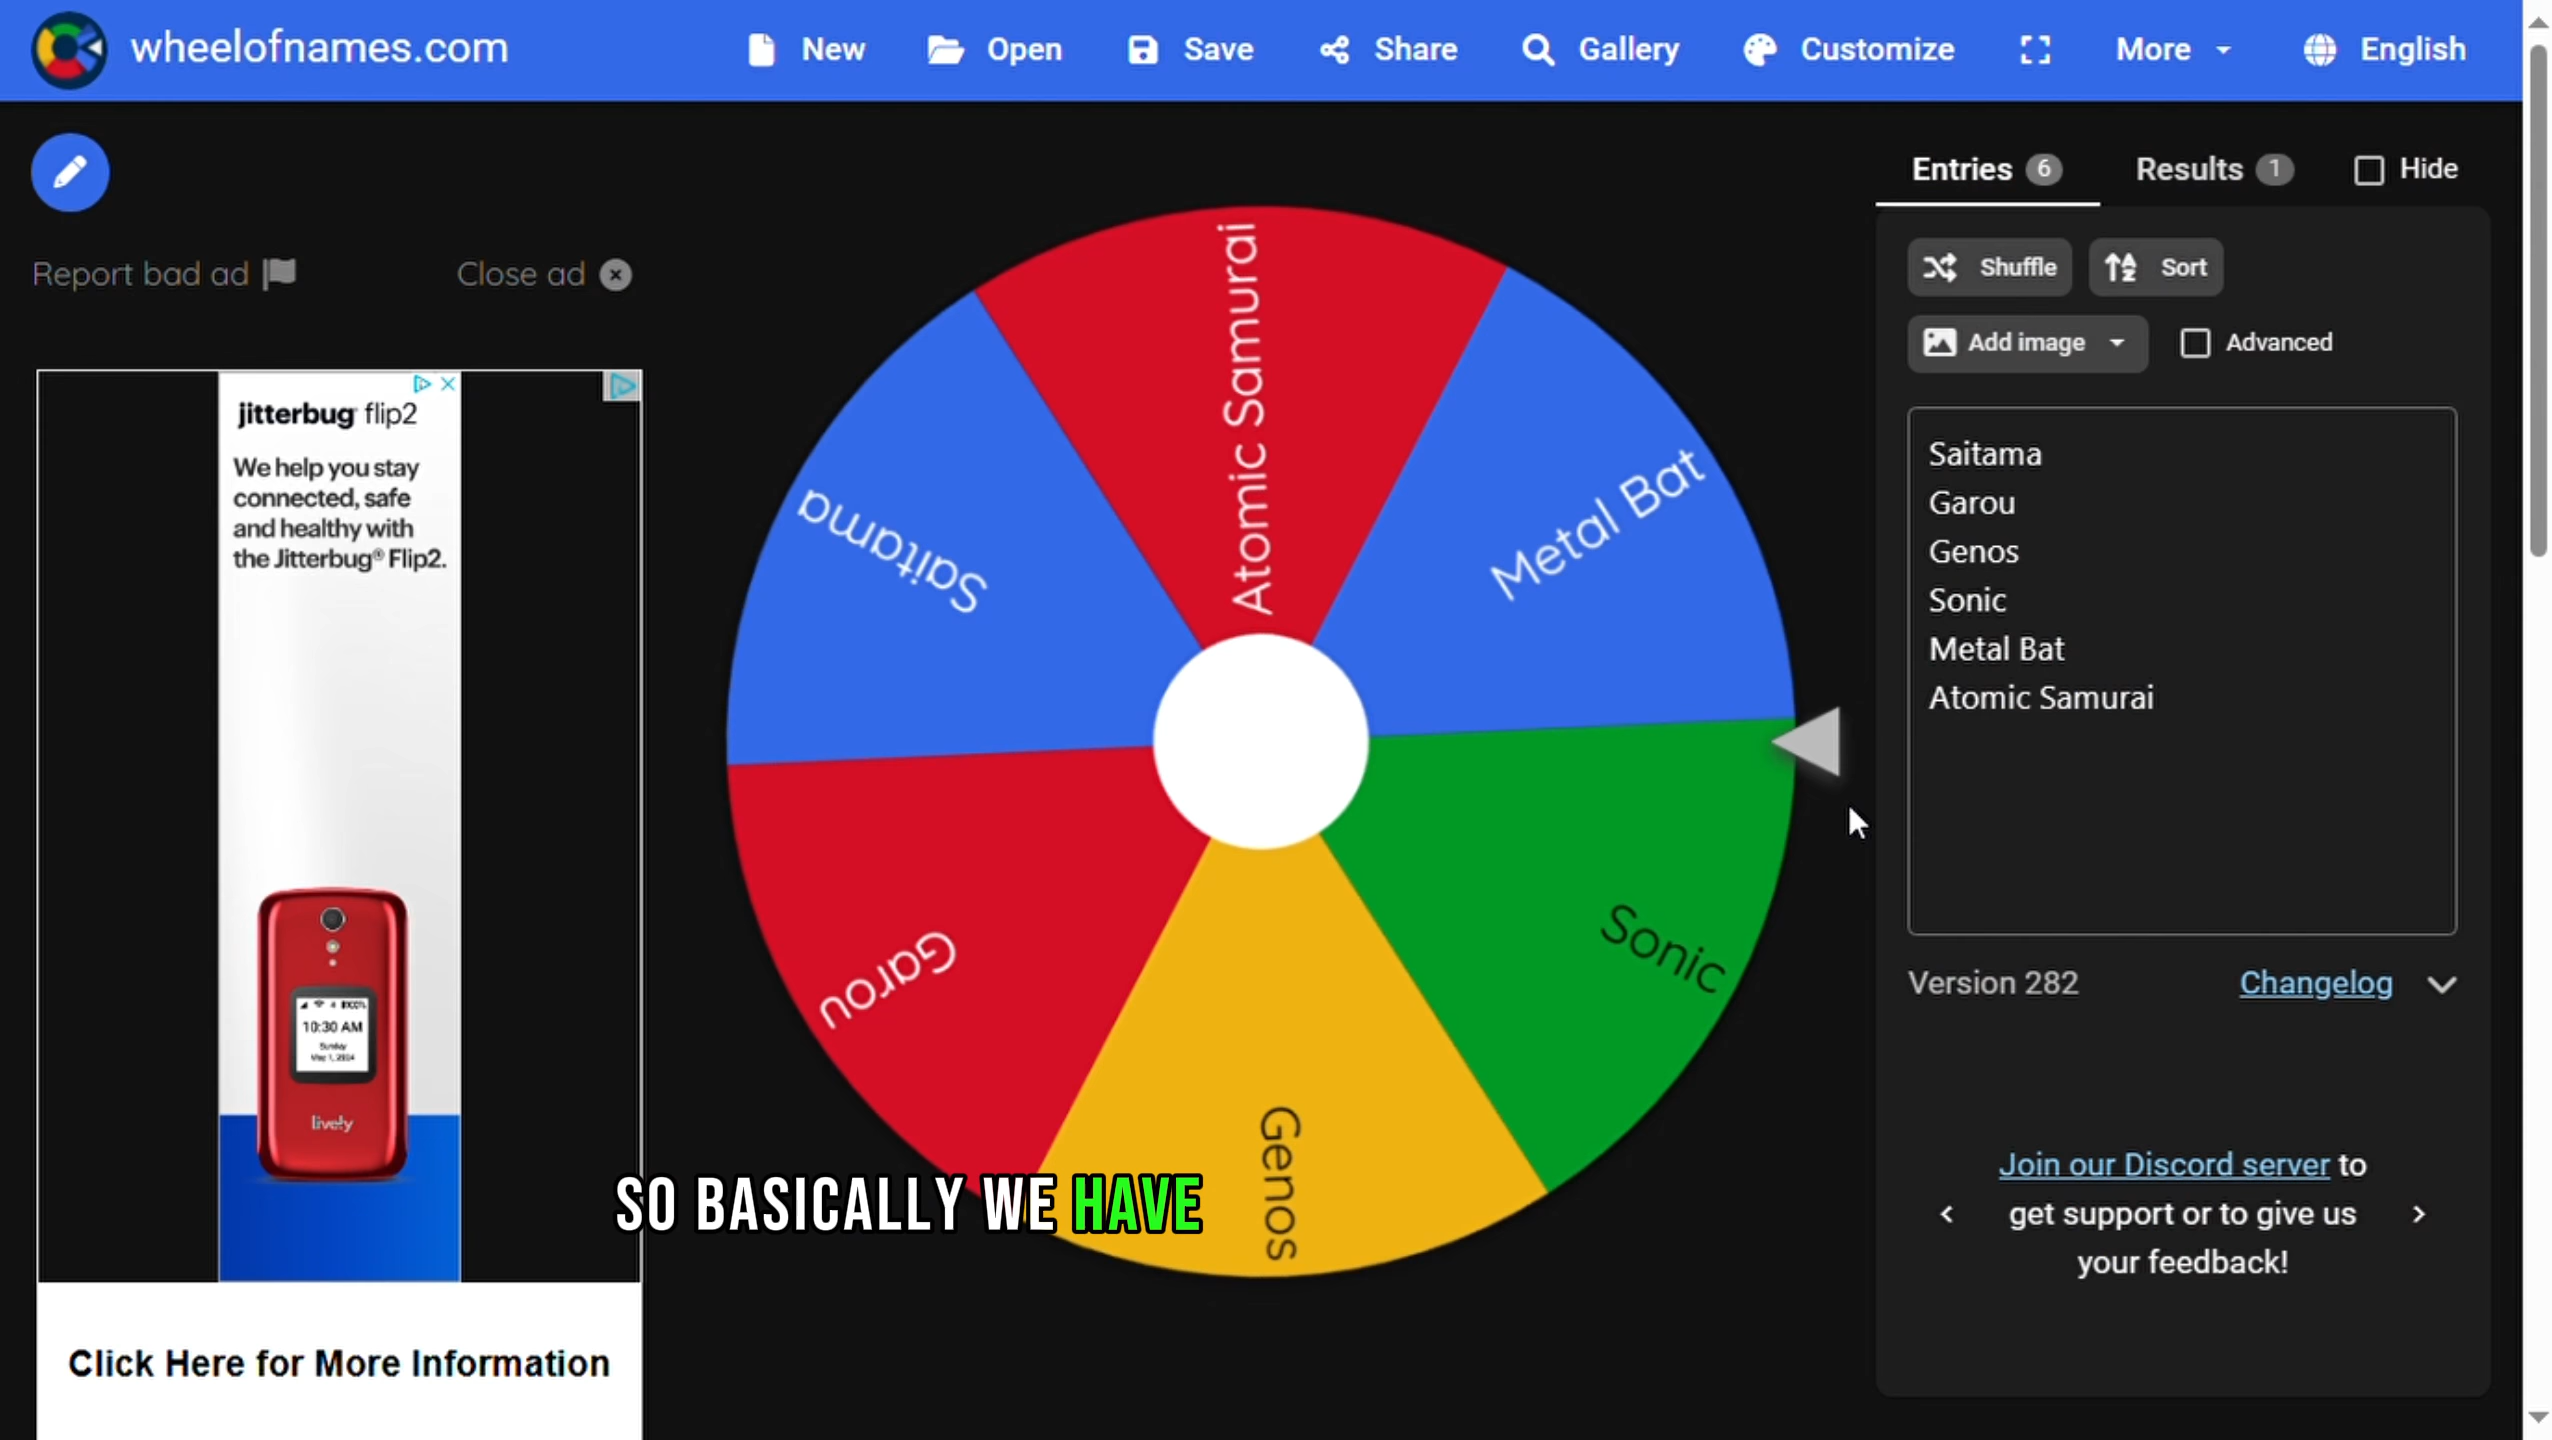 wheelofnames.com
New
Open
Save
Share
Gallery
Customize
More
English
Report bad ad
Close ad
jitterbug flip2
We help you stay
connected, safe
and healthy with
the Jitterbug® Flip2.
10:30 AM
Sunday
lively
Click Here for More Information
Atomic Samurai
Metal Bat
Sonic
Genos
Garou
Saitama
SO BASICALLY WE HAVE
Entries 6
Results 1
Hide
Shuffle
Sort
Add image
Advanced
Saitama
Garou
Genos
Sonic
Metal Bat
Atomic Samurai
Version 282
Changelog
Join our Discord server to
get support or to give us
your feedback!